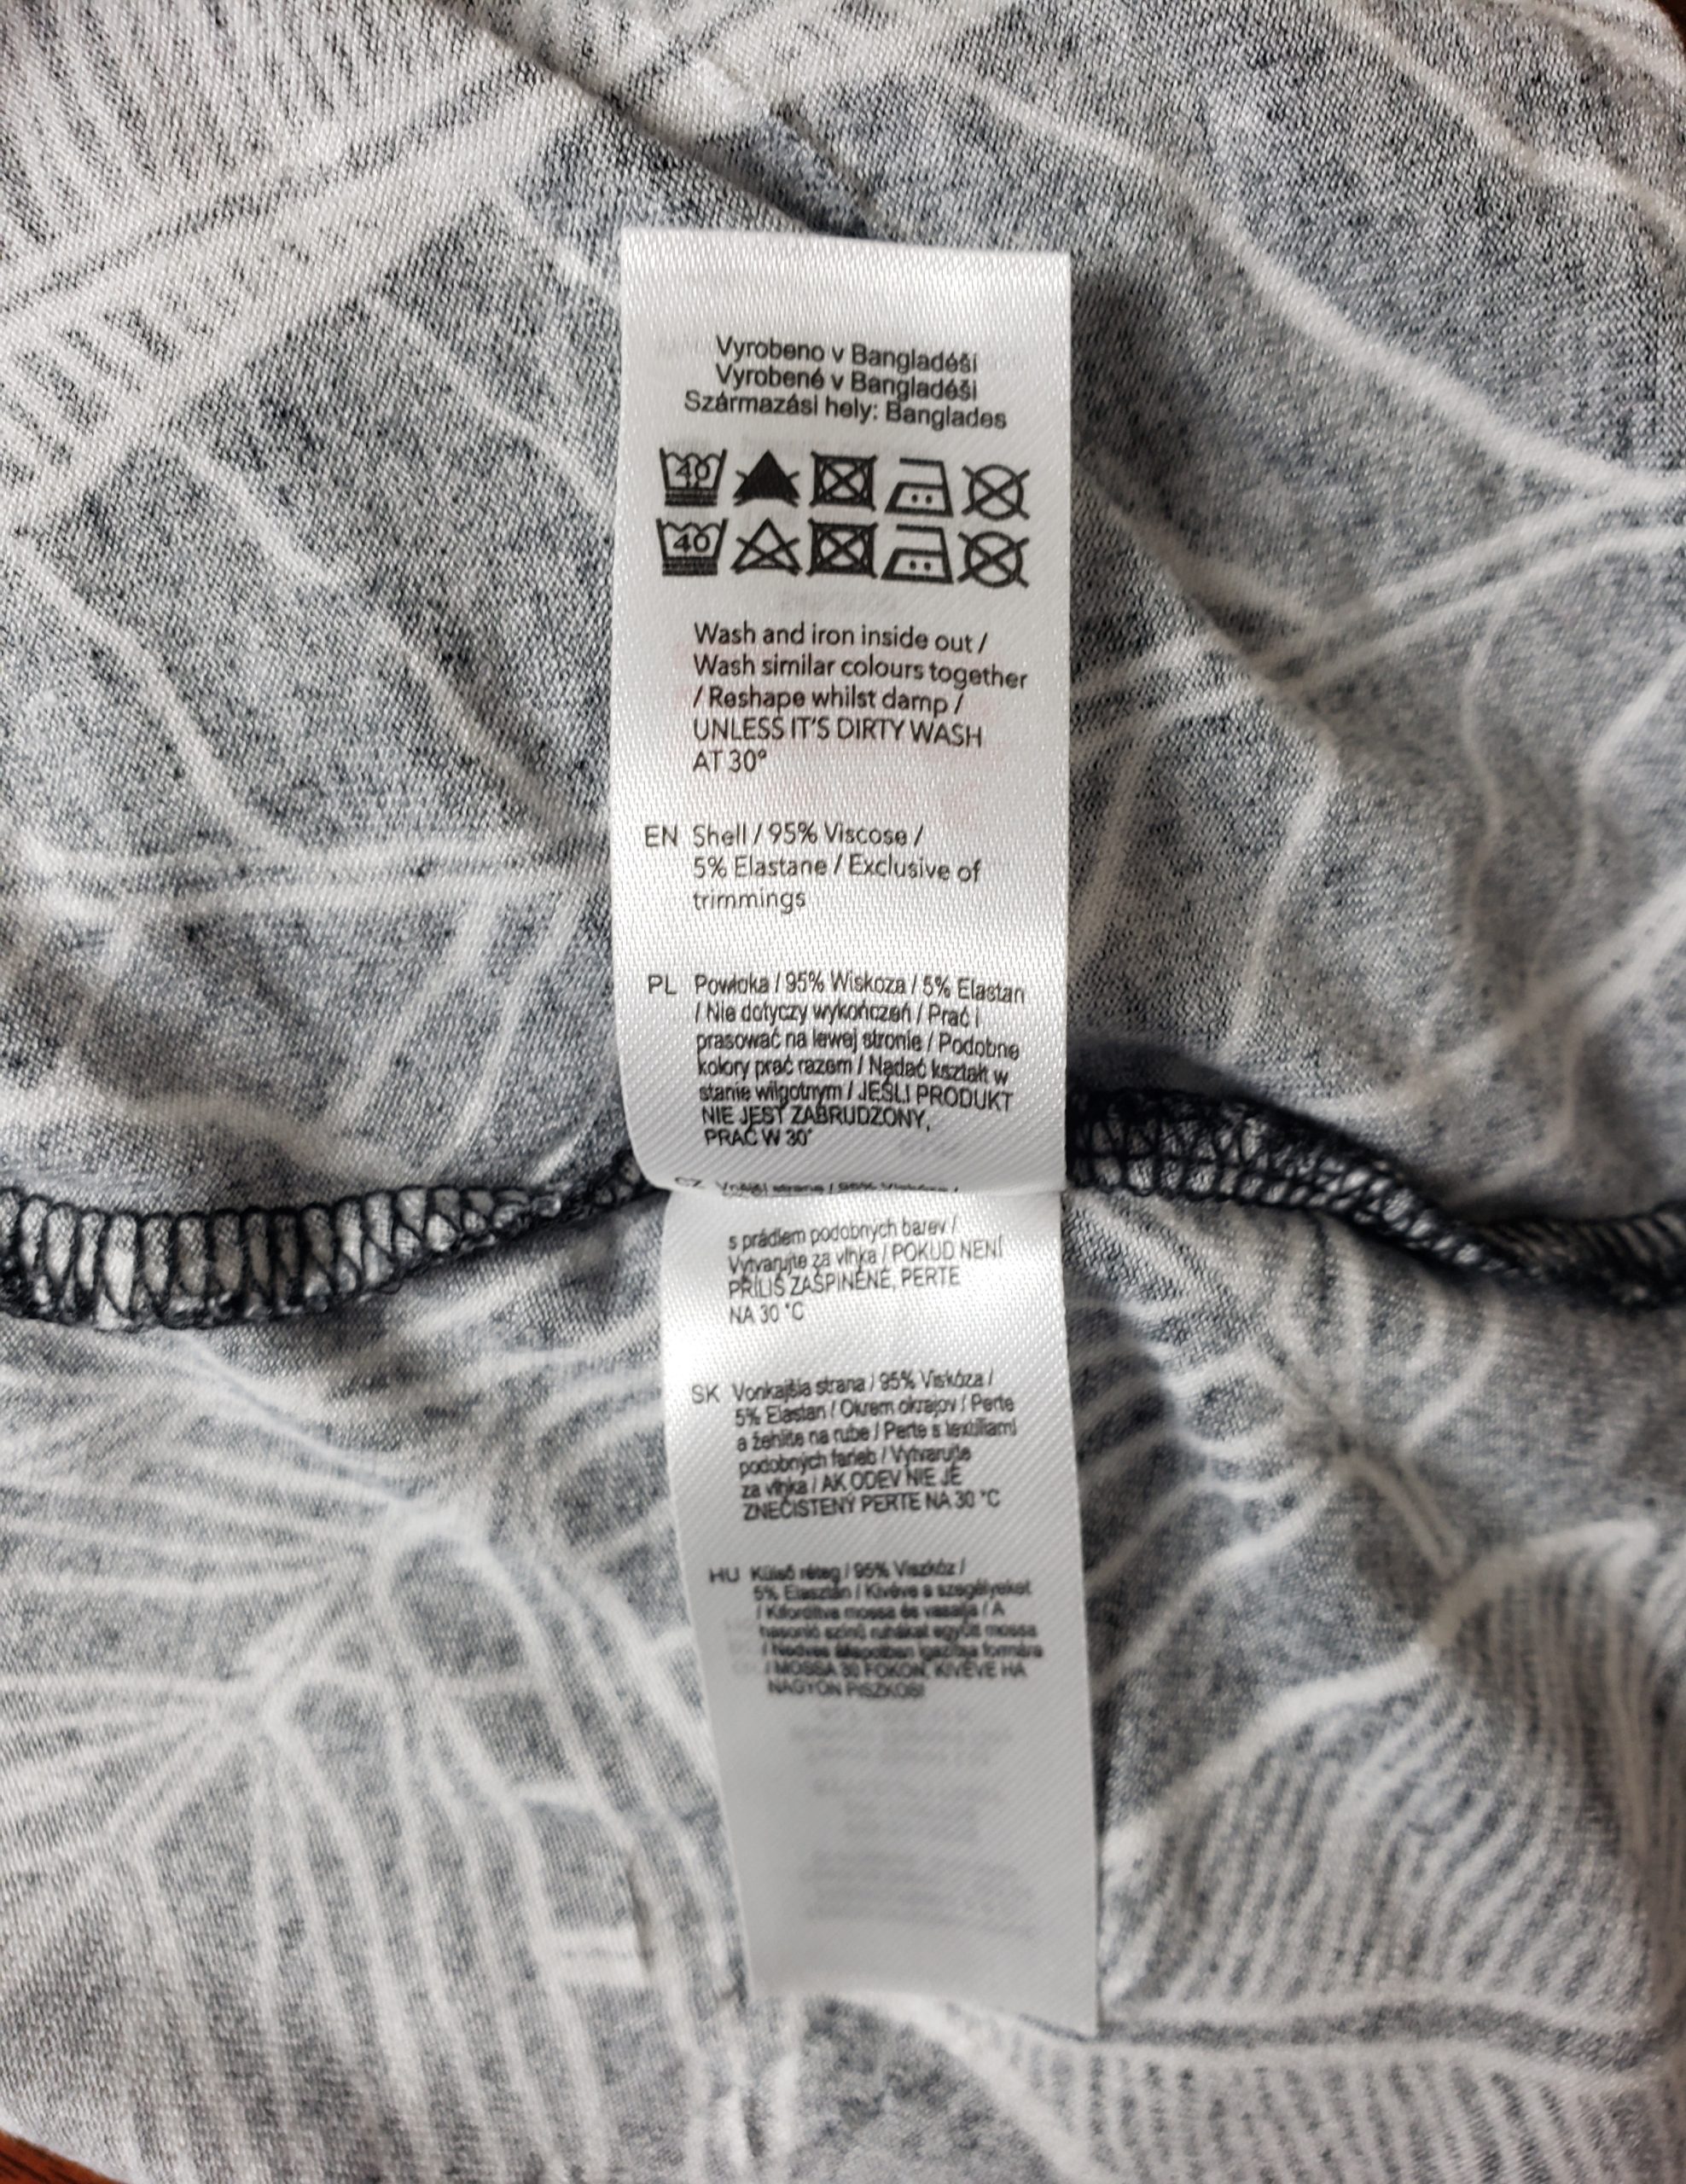 Vyrobeno v Bangladéši
Vyrobené v Bangladéši
Származási hely: Banglades
40
40
Wash and iron inside out /
Wash similar colours together
/ Reshape whilst damp /
UNLESS IT'S DIRTY WASH
AT 30°
EN Shell / 95% Viscose /
5% Elastane / Exclusive of
trimmings
PL Powłoka / 95% Wiskoza / 5% Elastan
/ Nie dotyczy wykończeń / Prać i
prasować na lewej stronie / Podobne
kolory prać razem / Nadać kształt w
stanie wilgotnym / JEŚLI PRODUKT
NIE JEST ZABRUDZONY,
PRAĆ W 30°
CZ Vnější strana / 95% Viskóza /
s prádlem podobných barev /
Vytvarujte za vlhka / POKUD NENÍ
PŘÍLIŠ ZAŠPINĚNÉ, PERTE
NA 30 °C
SK Vonkajšia strana / 95% Viskóza /
5% Elastan / Okrem okrajov / Perte
a žehlite na rube / Perte s textíliami
podobných farieb / Vytvarujte
za vlhka / AK ODEV NIE JE
ZNEČISTENÝ PERTE NA 30 °C
HU Külső réteg / 95% Viszkóz /
5% Elasztán / Kivéve a szegélyeket
/ Kifordítva mossa és vasalja / A
hasonló színű ruhákat együtt mossa
/ Nedves állapotban igazítsa formára
/ MOSSA 30 FOKON, KIVÉVE HA
NAGYON PISZKOS!